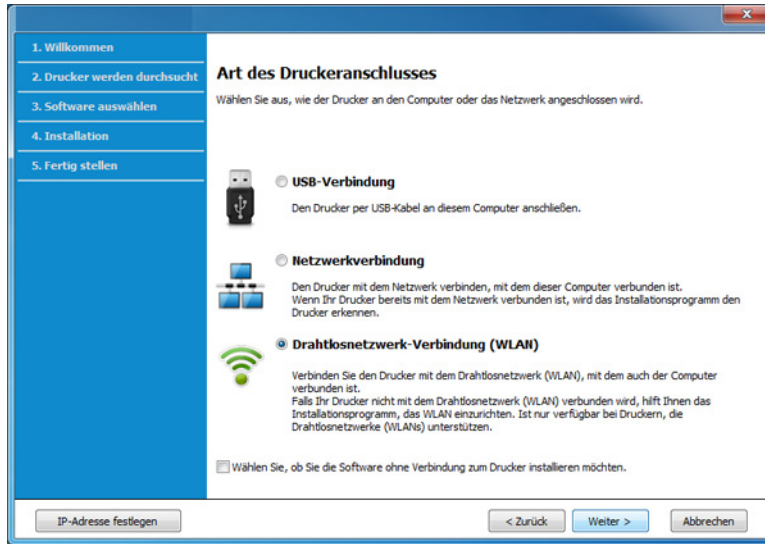 1. Willkommen
2. Drucker werden durchsucht
3. Software auswählen
4. Installation
5. Fertig stellen
Art des Druckeranschlusses
Wählen Sie aus, wie der Drucker an den Computer oder das Netzwerk angeschlossen wird.
USB-Verbindung
Den Drucker per USB-Kabel an diesem Computer anschließen.
Netzwerkverbindung
Den Drucker mit dem Netzwerk verbinden, mit dem dieser Computer verbunden ist.
Wenn Ihr Drucker bereits mit dem Netzwerk verbunden ist, wird das Installationsprogramm den
Drucker erkennen.
Drahtlosnetzwerk-Verbindung (WLAN)
Verbinden Sie den Drucker mit dem Drahtlosnetzwerk (WLAN), mit dem auch der Computer
verbunden ist.
Falls Ihr Drucker nicht mit dem Drahtlosnetzwerk (WLAN) verbunden wird, hilft Ihnen das
Installationsprogramm, das WLAN einzurichten. Ist nur verfügbar bei Druckern, die
Drahtlosnetzwerke (WLANs) unterstützen.
Wählen Sie, ob Sie die Software ohne Verbindung zum Drucker installieren möchten.
IP-Adresse festlegen
< Zurück
Weiter >
Abbrechen